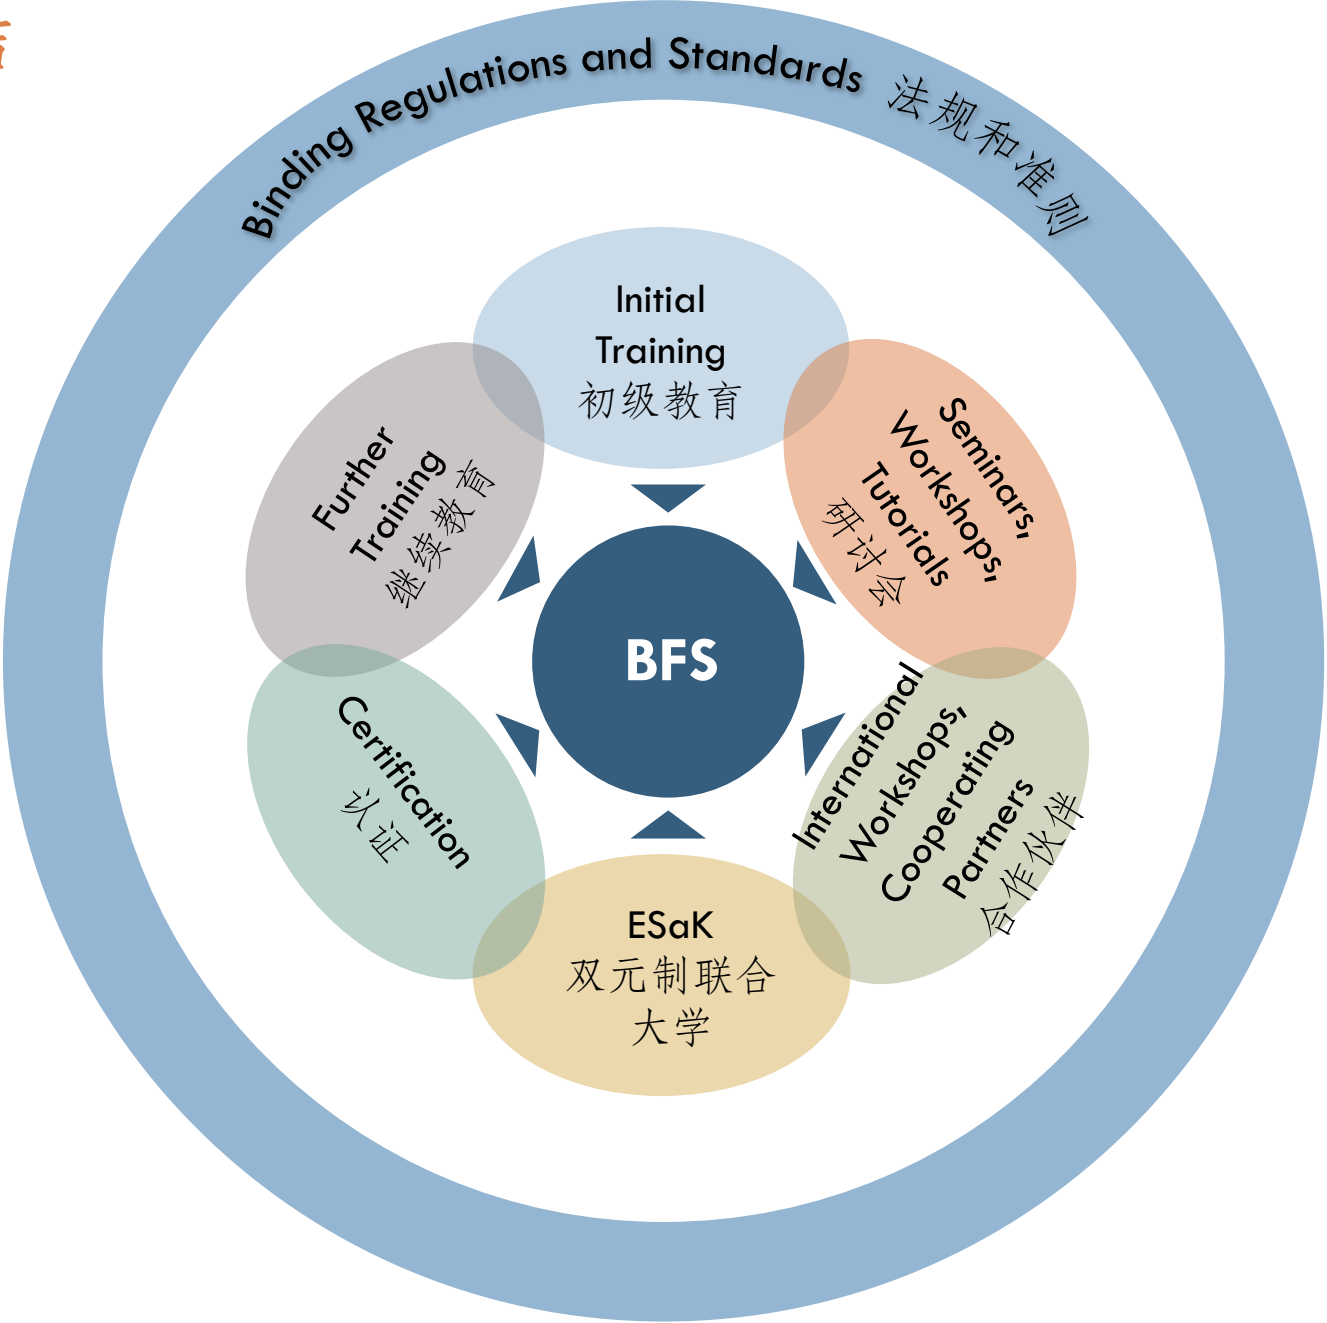 Binding Regulations and Standards 法规和准则
Initial
Training
初级教育
Seminars,
Workshops,
Tutorials
研讨会
International
Workshops,
Cooperating
Partners
合作伙伴
ESaK
双元制联合
大学
Certification
认证
Further
Training
继续教育
BFS